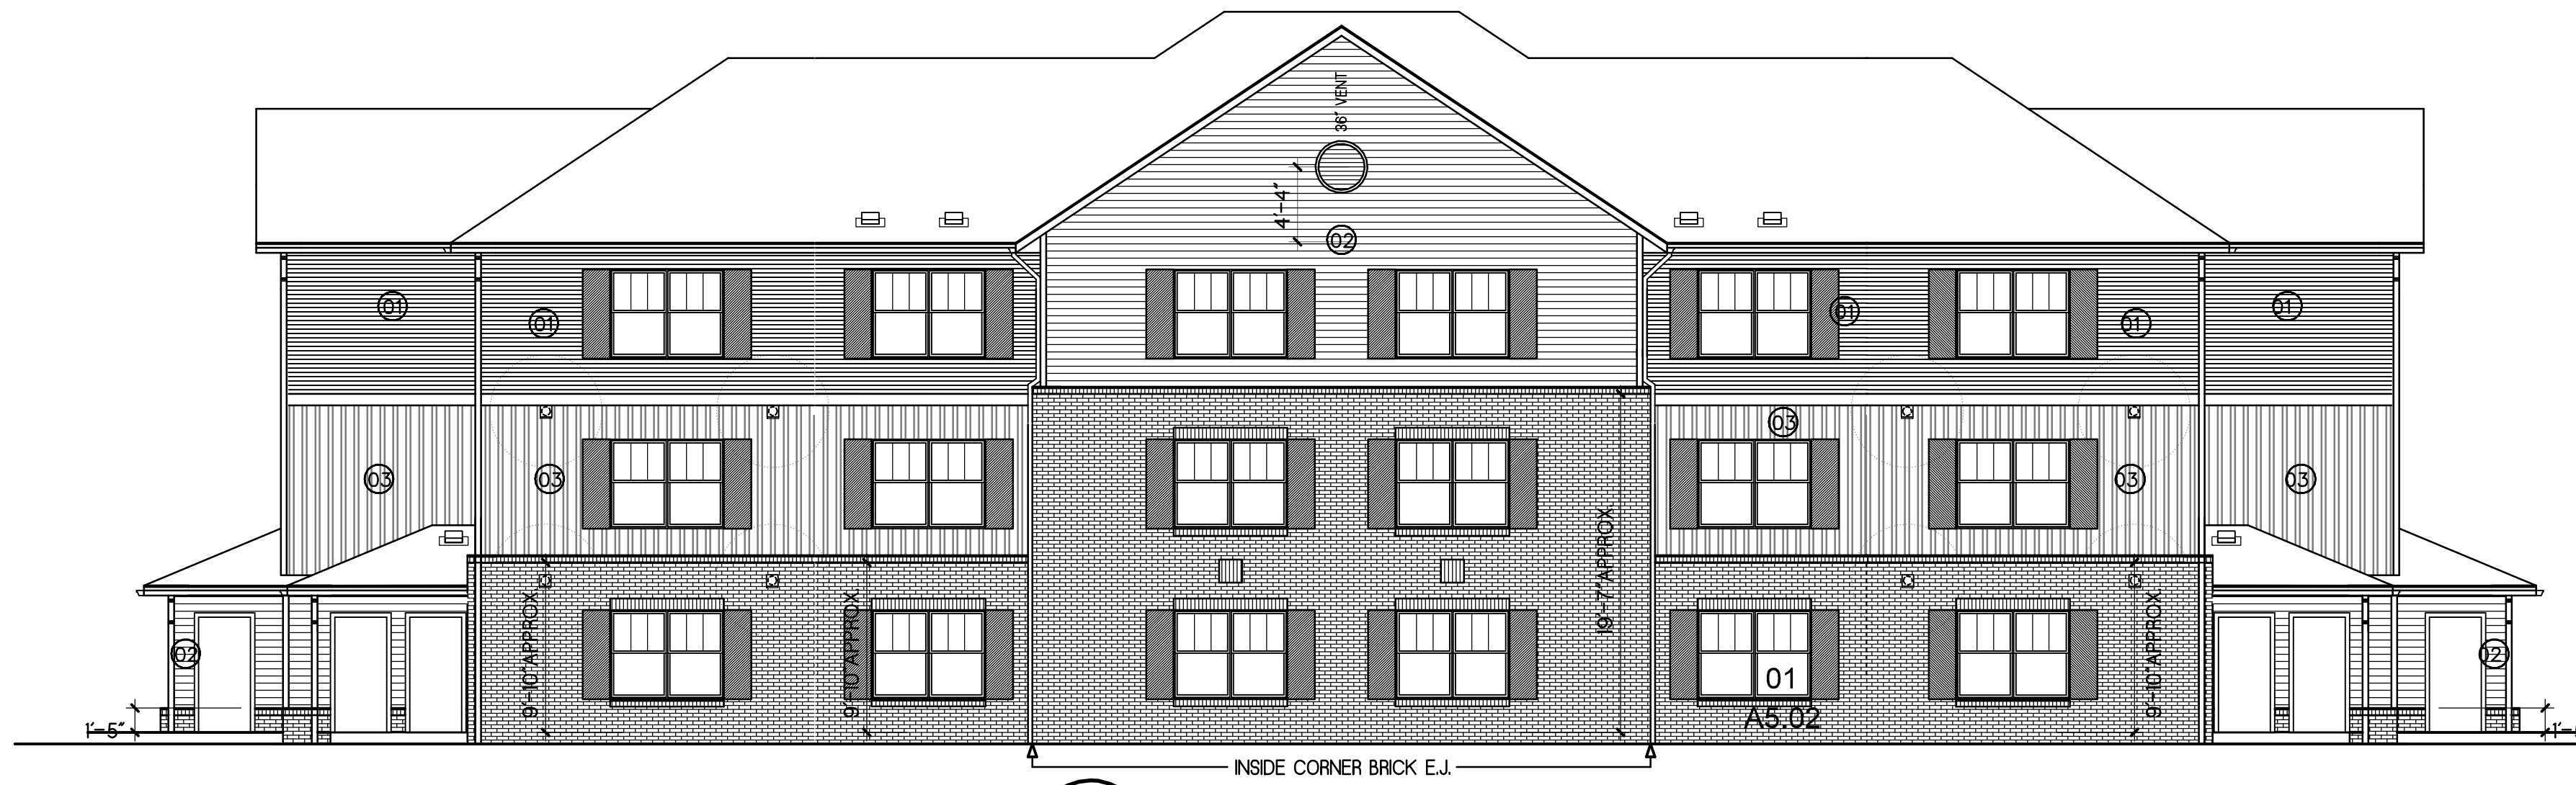 36" VENT
4'-4"
02
01
01
01
01
01
03
03
03
03
03
19'-7"APPROX.
9'-10"APPROX.
9'-10"APPROX.
9'-10"APPROX.
02
02
01
A5.02
1'-5"
INSIDE CORNER BRICK E.J.